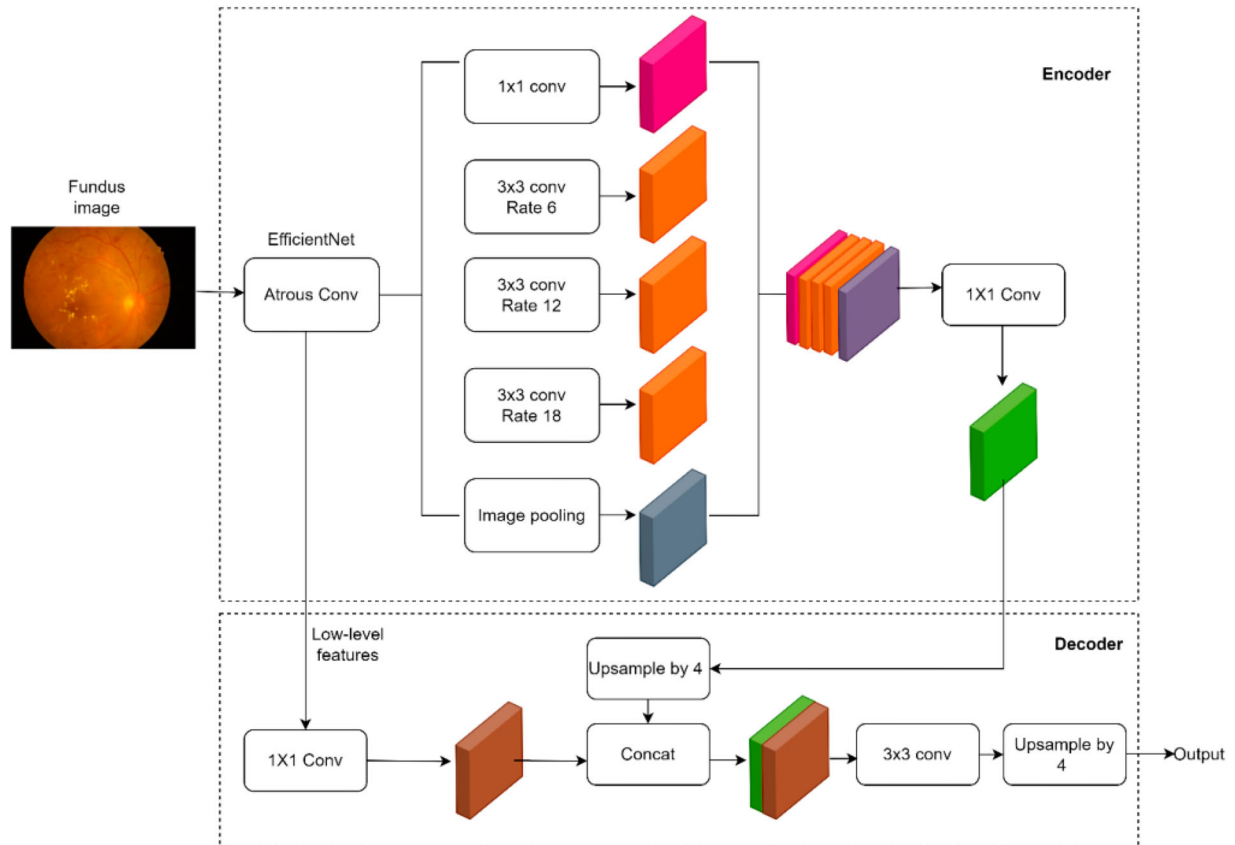 Encoder
1x1 conv
Fundus
image
3x3 conv
Rate 6
EfficientNet
Atrous Conv
3x3 conv
Rate 12
1X1 Conv
3x3 conv
Rate 18
Image pooling
Low-level
features
Decoder
Upsample by 4
1X1 Conv
Concat
3x3 conv
Upsample by
4
Output